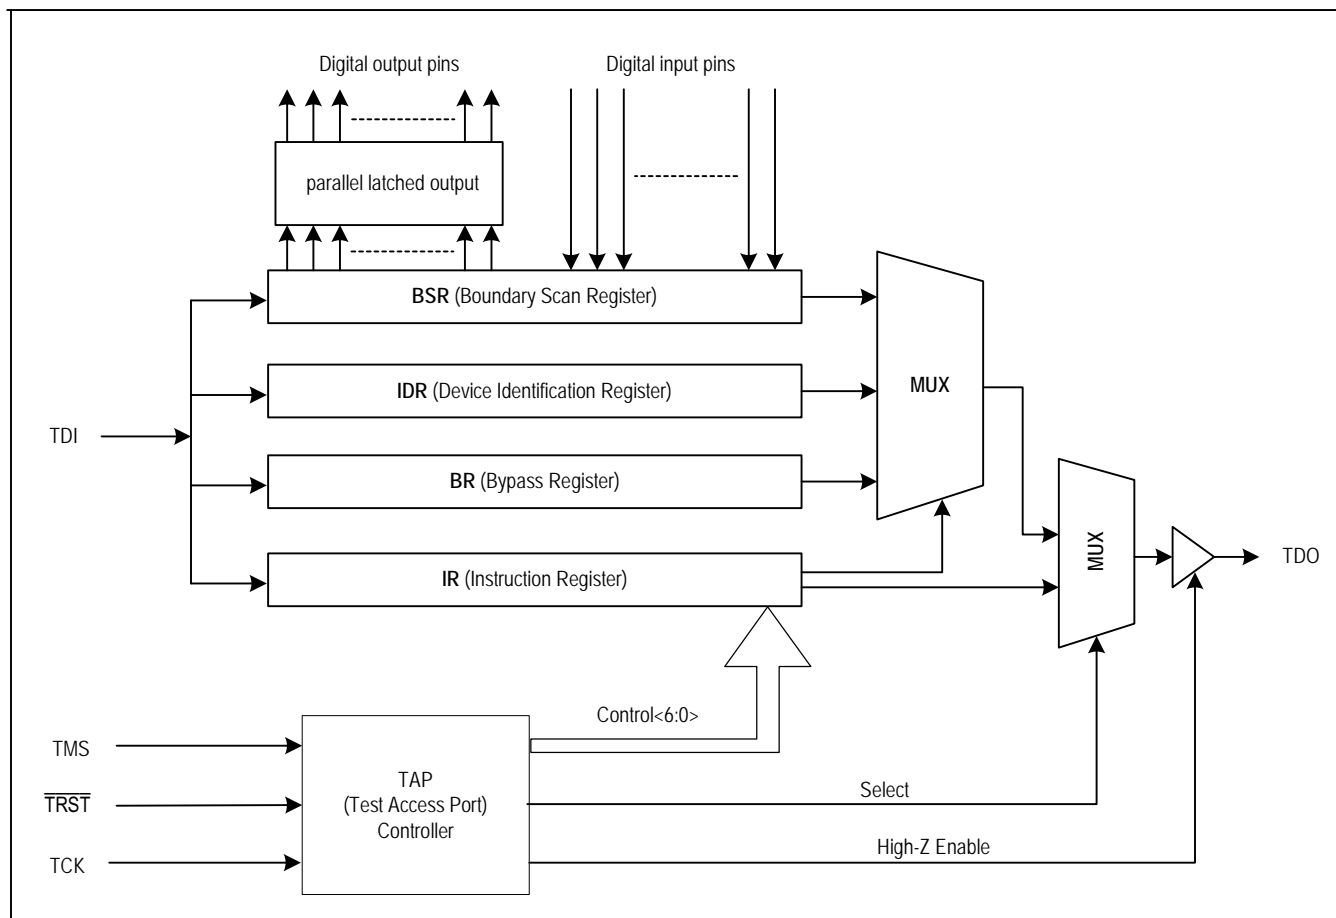 Digital output pins
Digital input pins
parallel latched output
BSR (Boundary Scan Register)
IDR (Device Identification Register)
MUX
TDI
BR (Bypass Register)
MUX
TDO
IR (Instruction Register)
Control<6:0>
TMS
TAP
(Test Access Port)
Controller
Select
TRST
High-Z Enable
TCK